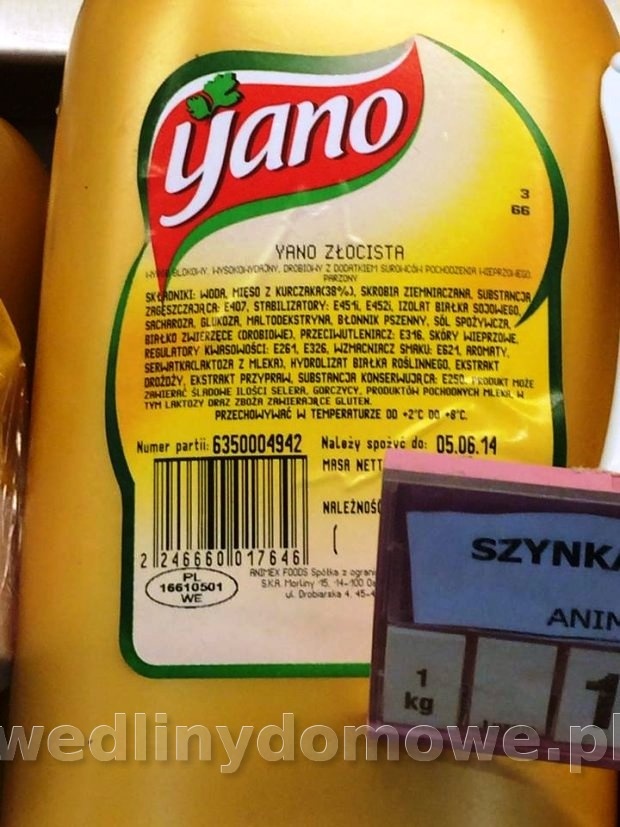 yano
3
66
YANO ZŁOCISTA
WYRÓB BLOKOWY, WYSOKOWYDAJNY, DROBIOWY Z DODATKIEM SUROWCÓW POCHODZENIA WIEPRZOWEGO,
PARZONY
SKŁADNIKI: WODA, MIĘSO Z KURCZAKA(38%), SKROBIA ZIEMNIACZANA, SUBSTANCJA
ZAGĘSZCZAJĄCA: E407, STABILIZATORY: E451i, E452i, IZOLAT BIAŁKA SOJOWEGO,
SACHAROZA, GLUKOZA, MALTODEKSTRYNA, BŁONNIK PSZENNY, SÓL SPOŻYWCZA,
BIAŁKO ZWIERZĘCE (DROBIOWE), PRZECIWUTLENIACZ: E316, SKÓRY WIEPRZOWE,
REGULATORY KWASOWOŚCI: E261, E326, WZMACNIACZ SMAKU: E621, AROMATY,
SERWATKA(LAKTOZA Z MLEKA), HYDROLIZAT BIAŁKA ROŚLINNEGO, EKSTRAKT
DROŻDŻY, EKSTRAKT PRZYPRAW, SUBSTANCJA KONSERWUJĄCA: E250. PRODUKT MOŻE
ZAWIERAĆ ŚLADOWE ILOŚCI SELERA, GORCZYCY, PRODUKTÓW POCHODNYCH MLEKA, W
TYM LAKTOZY ORAZ ZBOŻA ZAWIERAJĄCE GLUTEN.
PRZECHOWYWAĆ W TEMPERATURZE OD +2°C DO +8°C.
Numer partii: 6350004942 Należy spożyć do: 05.06.14
MASA NETT
NALEŻNOŚ
2 246660 017646
PL
16610501
WE
ANIMEX FOODS Spółka z ograni
S.K.A. Morliny 15, 14-100 Os
ul. Drobiarska 4, 45-4
SZYNKA
ANIM
1
kg
1
wedlinydomowe.pl